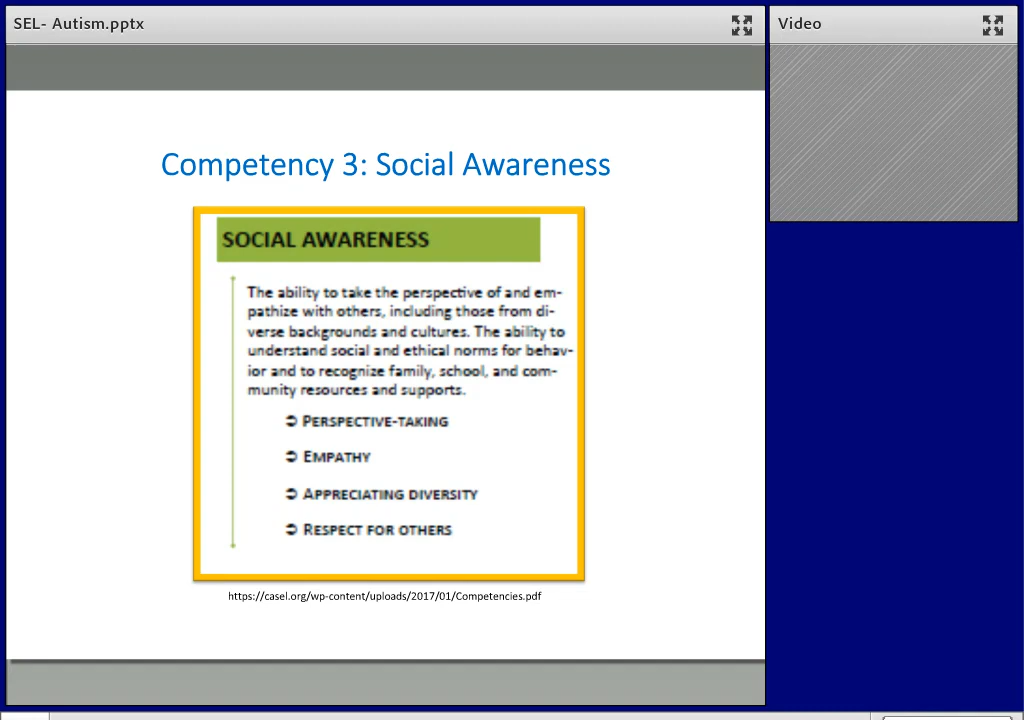 SEL- Autism.pptx
Video
Competency 3: Social Awareness
SOCIAL AWARENESS
The ability to take the perspective of and em-
pathize with others, including those from di-
verse backgrounds and cultures. The ability to
understand social and ethical norms for behav-
ior and to recognize family, school, and com-
munity resources and supports.
➲ PERSPECTIVE-TAKING
➲ EMPATHY
➲ APPRECIATING DIVERSITY
➲ RESPECT FOR OTHERS
https://casel.org/wp-content/uploads/2017/01/Competencies.pdf